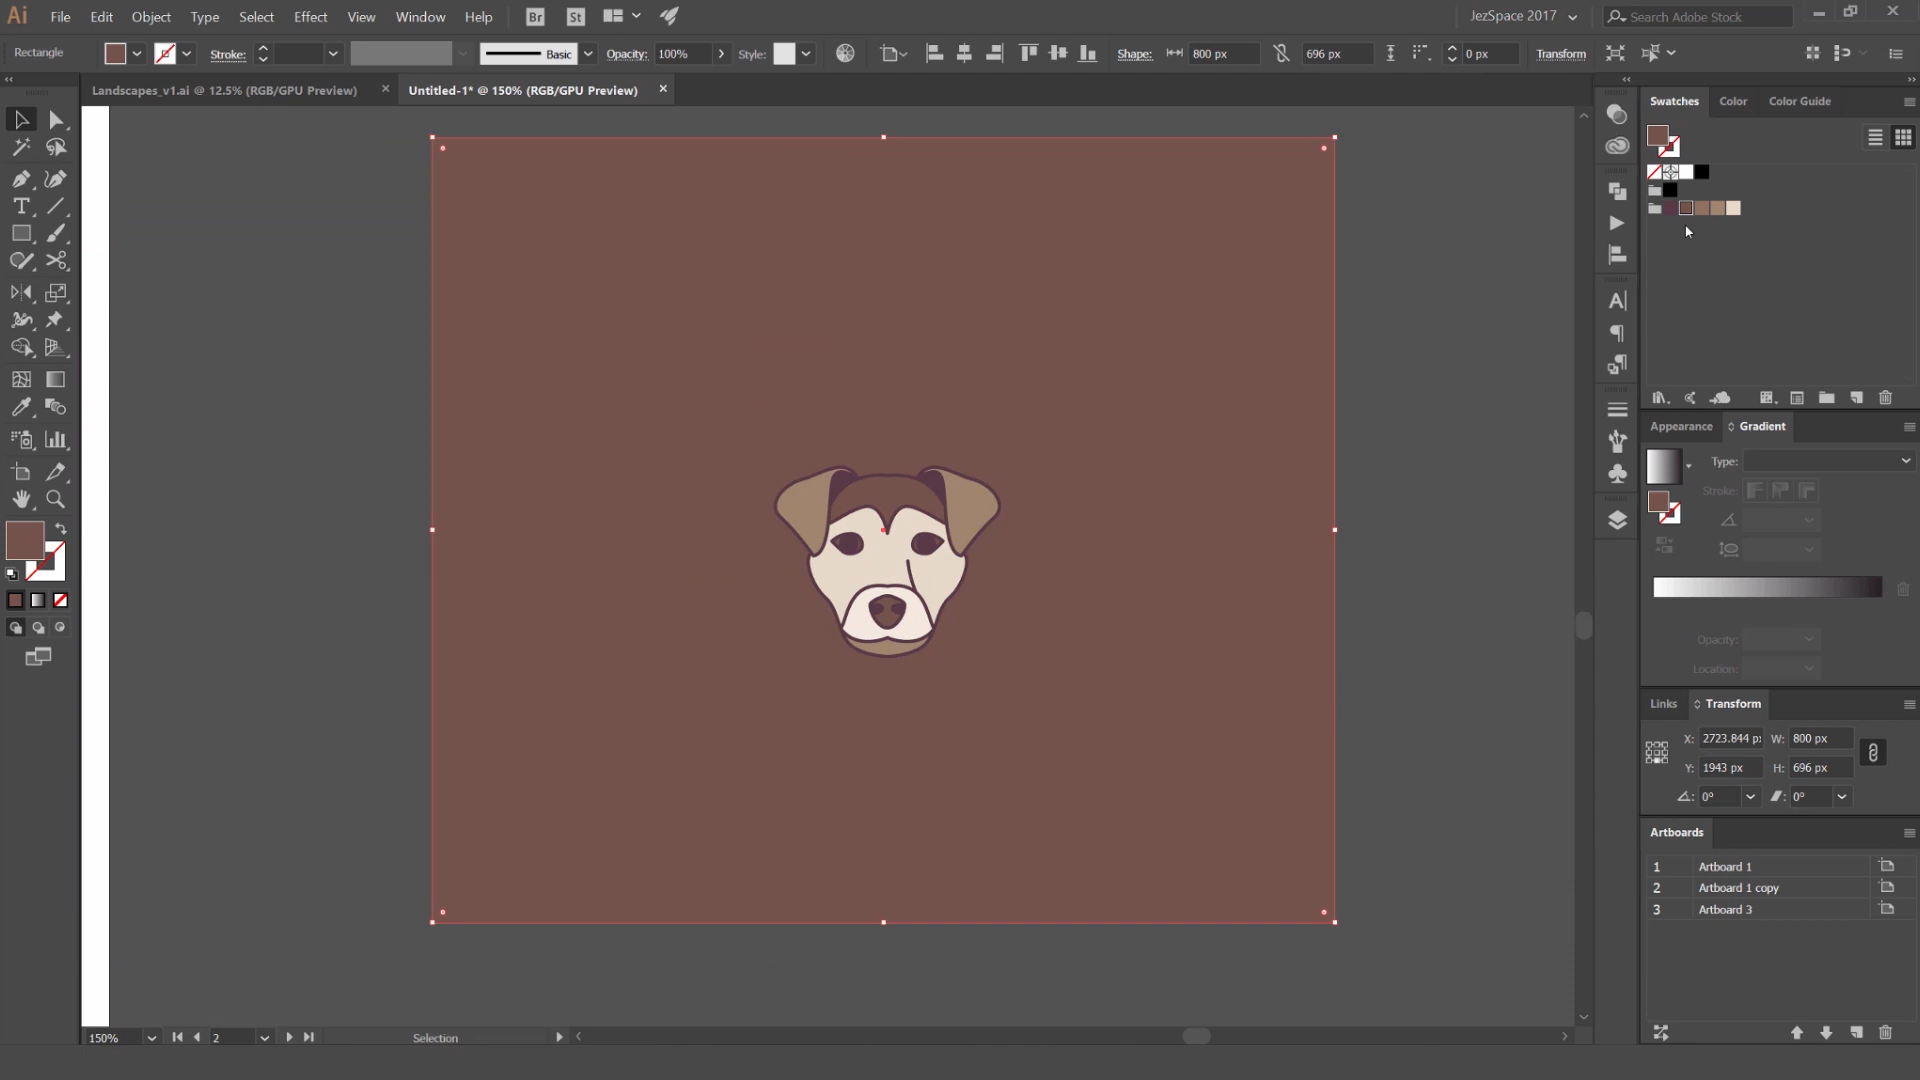 Ai File Edit Object Type Select Effect View Window Help Br St JezSpace 2017 Search Adobe Stock
Rectangle Stroke: Basic Opacity: 100% Style: Shape: 800 px 696 px 0 px Transform
Landscapes_v1.ai @ 12.5% (RGB/GPU Preview) Untitled-1* @ 150% (RGB/GPU Preview)
Swatches Color Color Guide
Appearance Gradient
Type:
Stroke:
Opacity:
Location:
Links Transform
X: 2723.844 p W: 800 px
Y: 1943 px H: 696 px
0° 0°
Artboards
1 Artboard 1
2 Artboard 1 copy
3 Artboard 3
150% 2 Selection